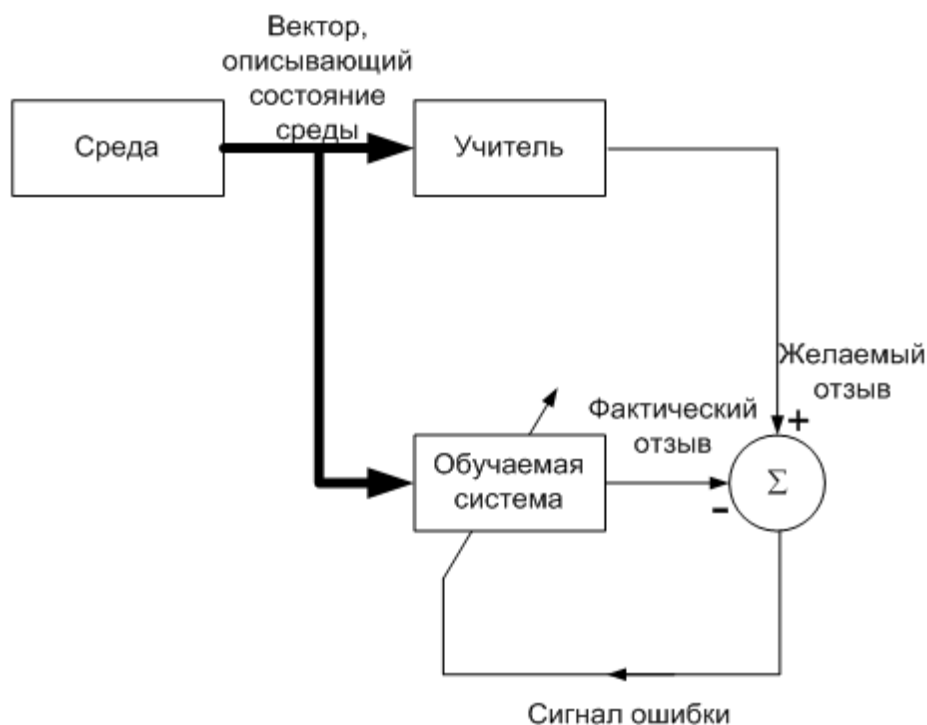 Вектор,
описывающий
состояние
среды
Среда
Учитель
Желаемый
отзыв
Фактический
отзыв
+
Обучаемая
система
Σ
-
Сигнал ошибки